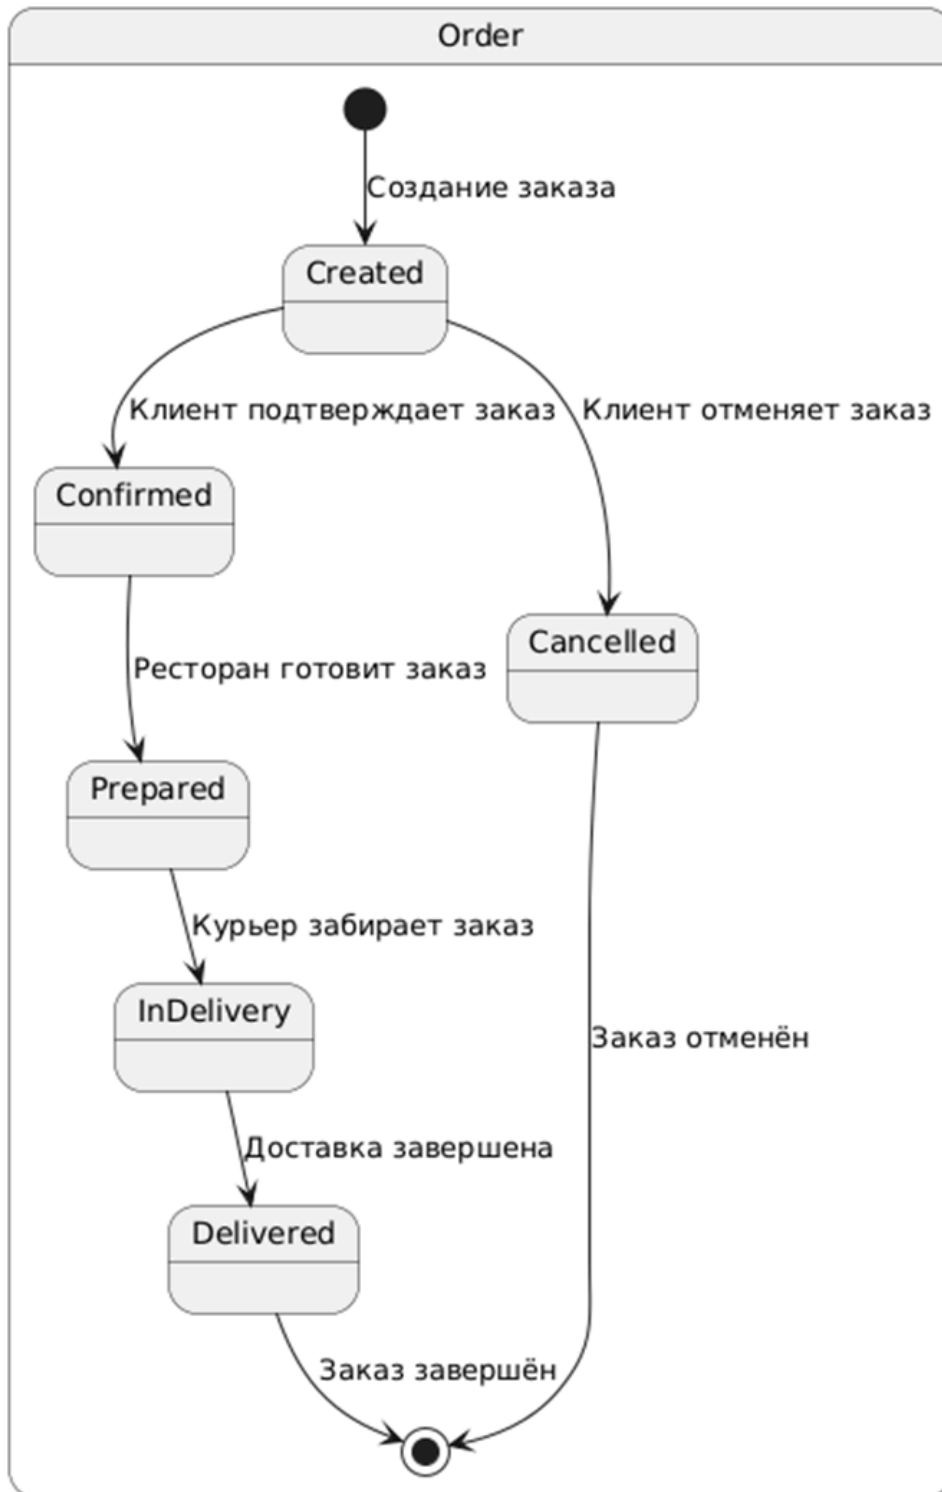 Order
Создание заказа
Created
Клиент подтверждает заказ
Клиент отменяет заказ
Confirmed
Cancelled
Ресторан готовит заказ
Prepared
Курьер забирает заказ
InDelivery
Заказ отменён
Доставка завершена
Delivered
Заказ завершён